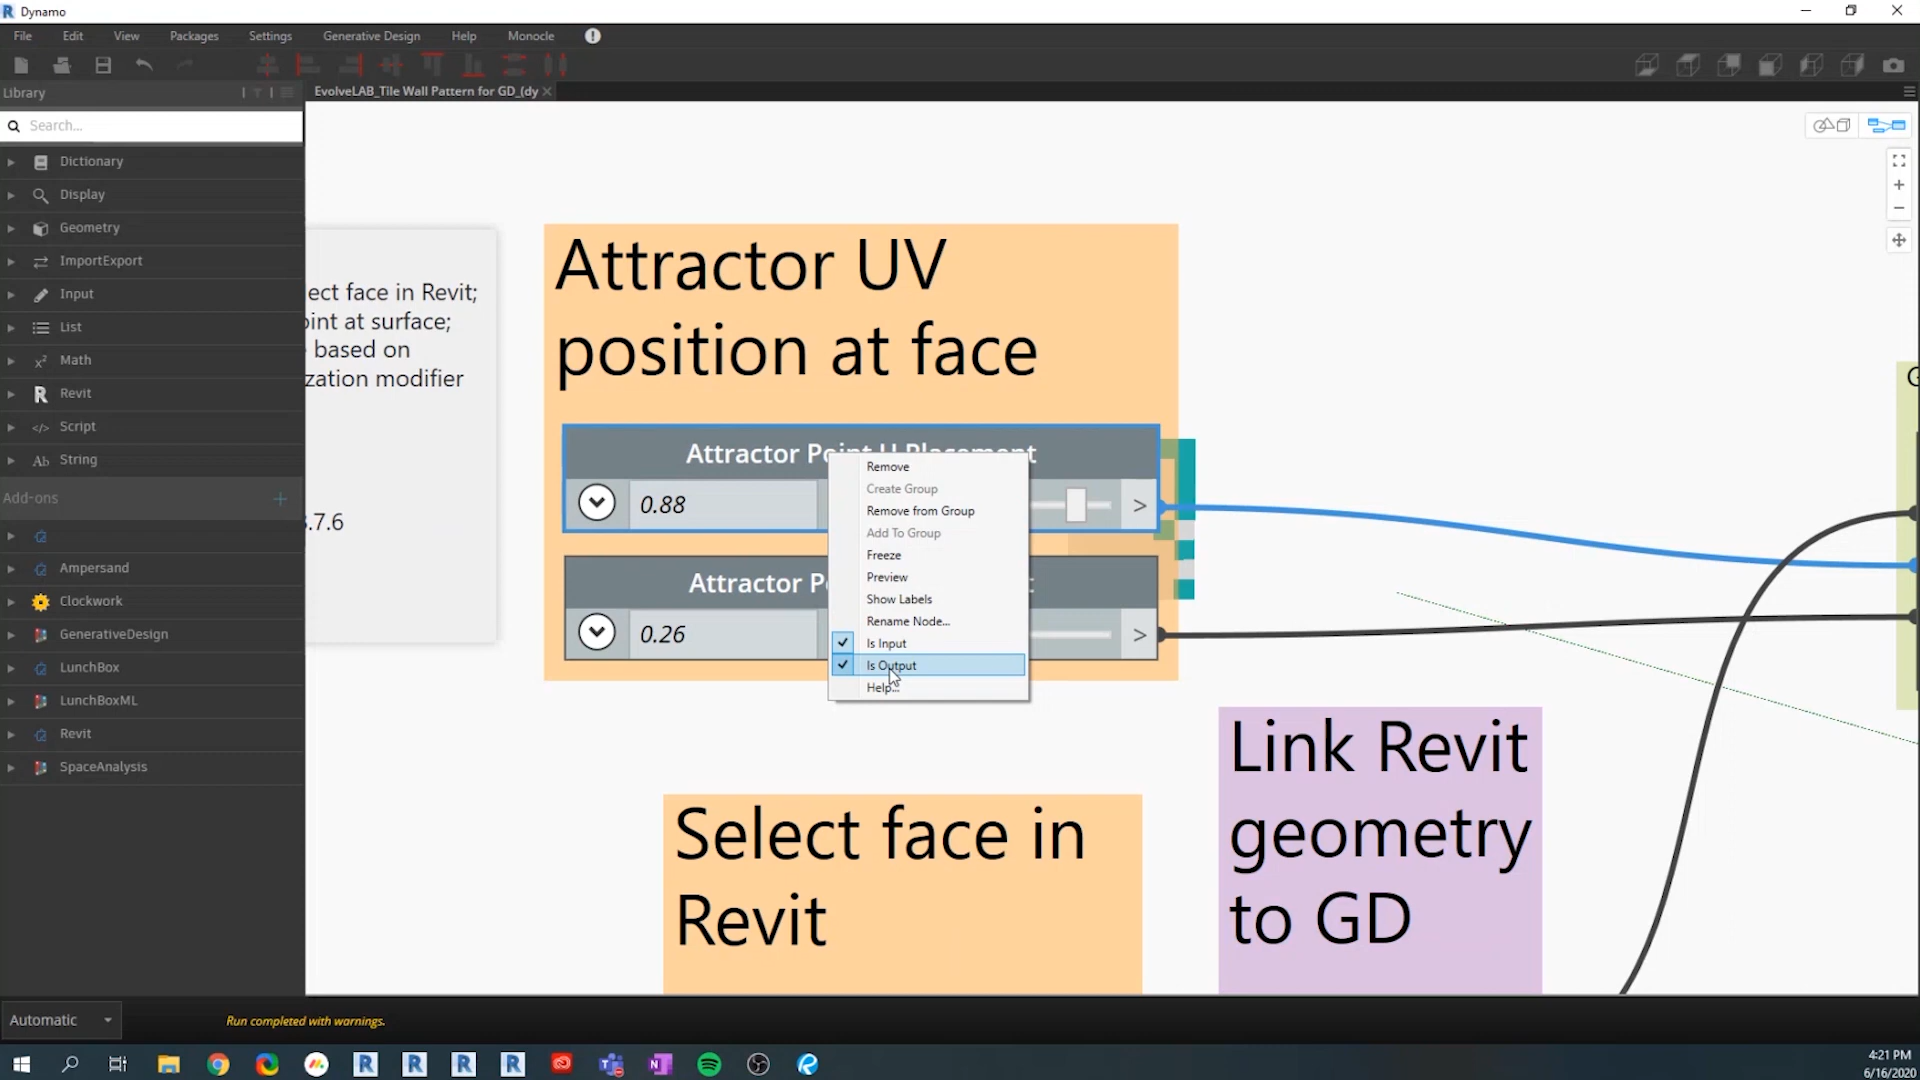 Dynamo
File Edit View Packages Settings Generative Design Help Monocle
Library
EvolveLAB_Tile Wall Pattern for GD_(dy
Search...
Dictionary
Display
Geometry
ImportExport
Input
List
Math
Revit
Script
String
Add-ons
Ampersand
Clockwork
GenerativeDesign
LunchBox
LunchBoxML
Revit
SpaceAnalysis
ect face in Revit;
int at surface;
based on
zation modifier
.7.6
Attractor UV
position at face
Attractor Point U Placement
0.88
Attractor Po
0.26
Remove
Create Group
Remove from Group
Add To Group
Freeze
Preview
Show Labels
Rename Node...
Is Input
Is Output
Help...
Select face in
Revit
Link Revit
geometry
to GD
Automatic
Run completed with warnings.
4:21 PM
6/16/2020